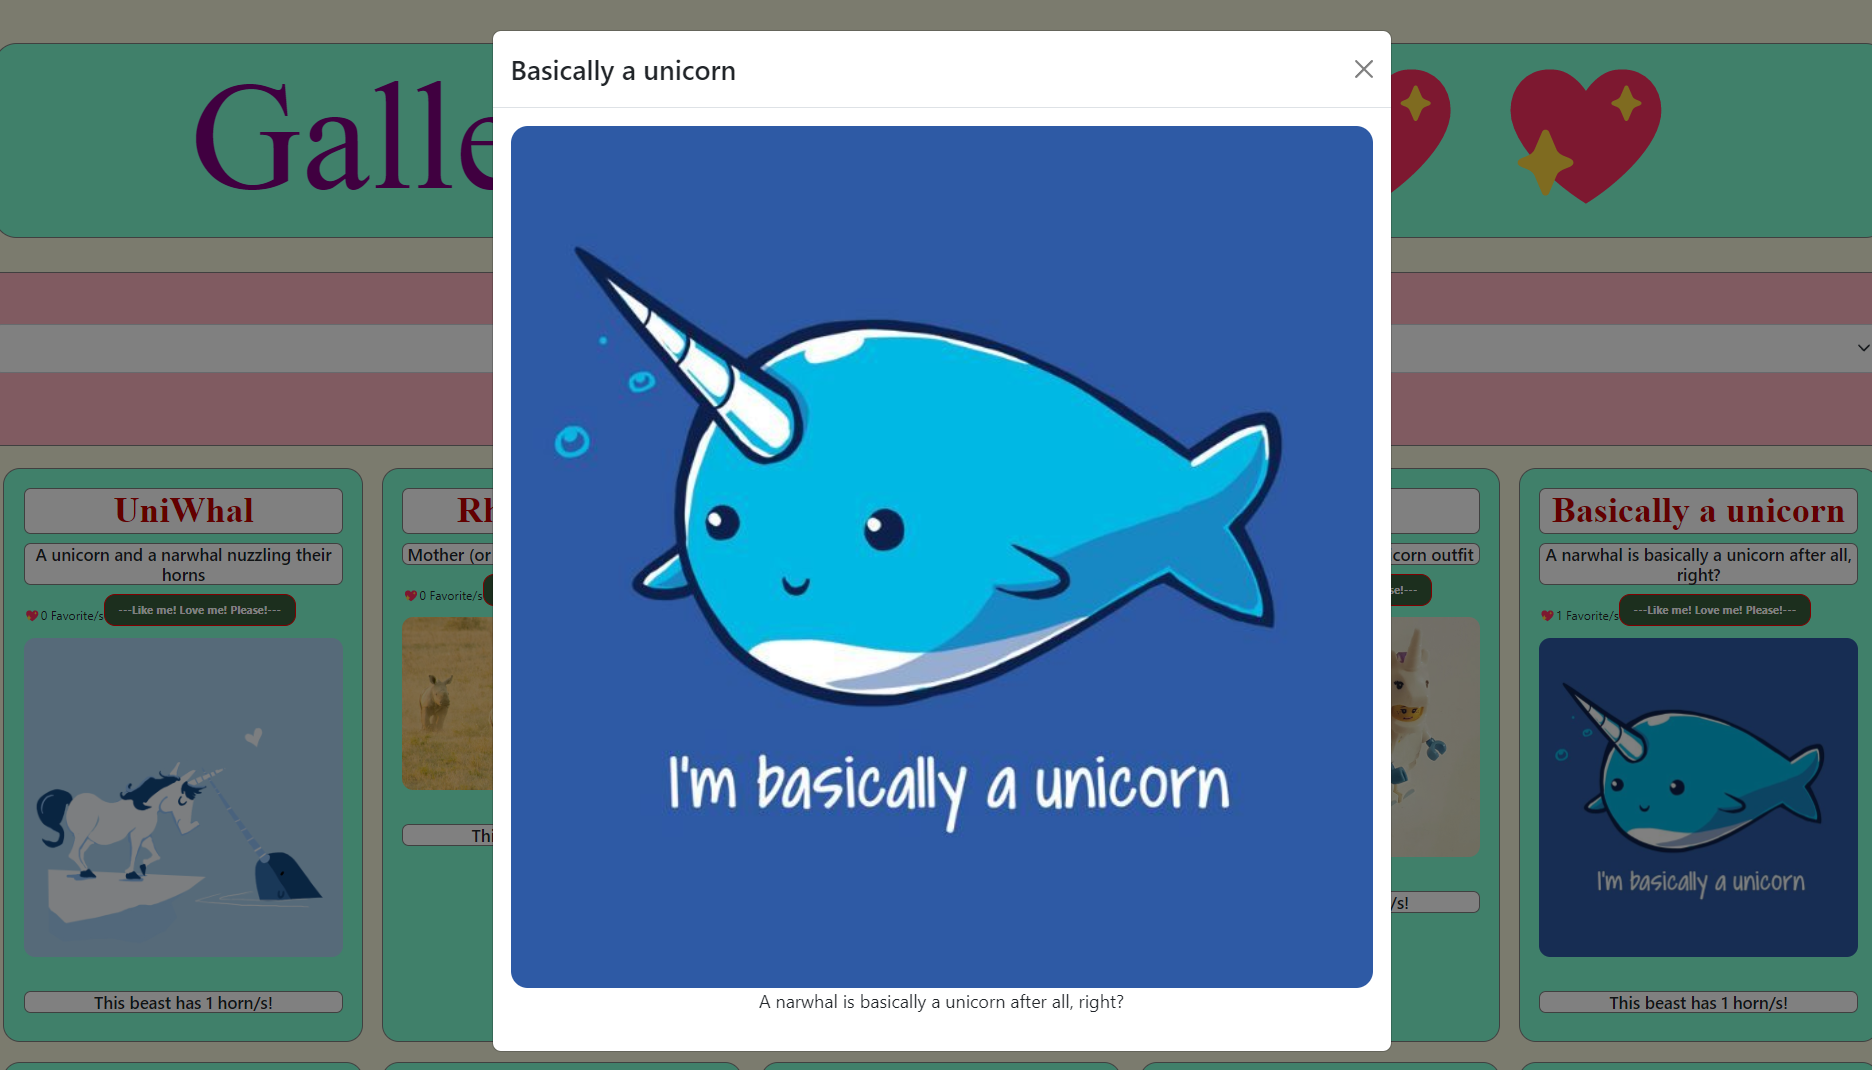 Basically a unicorn
Galle
I'm basically a unicorn
A narwhal is basically a unicorn after all, right?
UniWhal
A unicorn and a narwhal nuzzling their
horns
0 Favorite/s ---Like me! Love me! Please!---
This beast has 1 horn/s!
Rh
Mother (or
0 Favorite/s
Thi
corn outfit
se!---
/s!
Basically a unicorn
A narwhal is basically a unicorn after all,
right?
1 Favorite/s ---Like me! Love me! Please!---
I'm basically a unicorn
This beast has 1 horn/s!